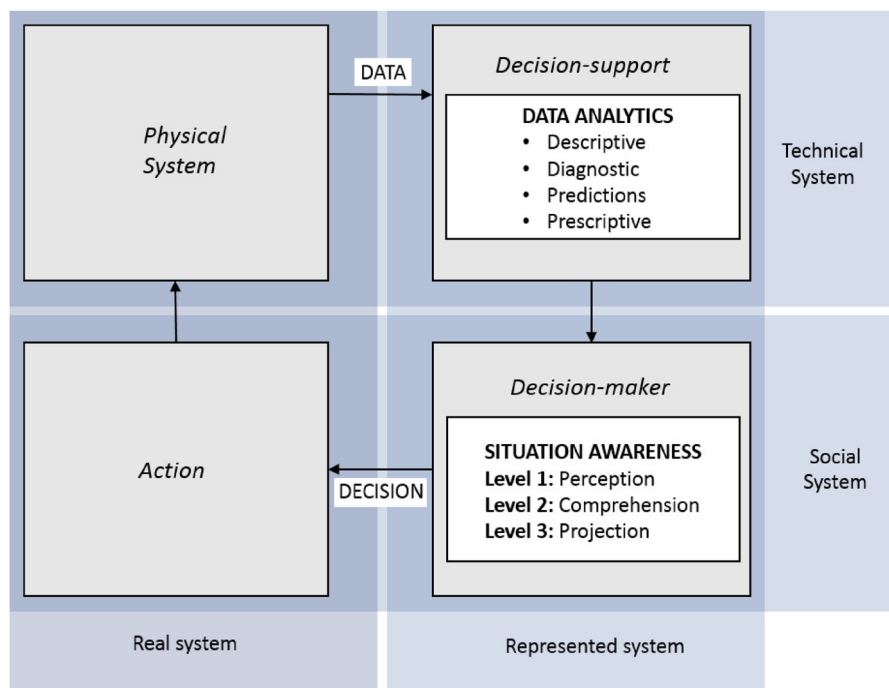 DATA
Physical
System
Decision-support
DATA ANALYTICS
• Descriptive
• Diagnostic
• Predictions
• Prescriptive
Technical
System
Action
DECISION
Decision-maker
SITUATION AWARENESS
Level 1: Perception
Level 2: Comprehension
Level 3: Projection
Social
System
Real system
Represented system